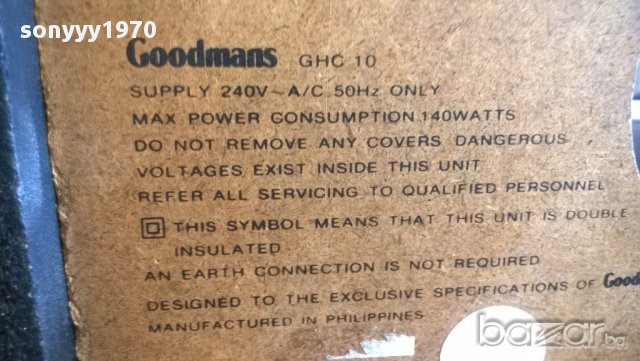 sonyyy1970
Goodmans GHC 10
SUPPLY 240V~A/C 50Hz ONLY
MAX POWER CONSUMPTION 140WATTS
DO NOT REMOVE ANY COVERS DANGEROUS
VOLTAGES EXIST INSIDE THIS UNIT
REFER ALL SERVICING TO QUALIFIED PERSONNEL
THIS SYMBOL MEANS THAT THIS UNIT IS DOUBLE
INSULATED
AN EARTH CONNECTION IS NOT REQUIRED
DESIGNED TO THE EXCLUSIVE SPECIFICATIONS OF Goodm
MANUFACTURED IN PHILIPPINES
bazar.bg